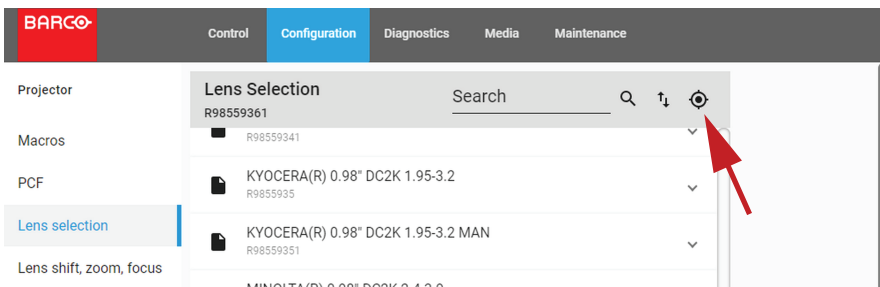 BARCO
Control Configuration Diagnostics Media Maintenance
Projector
Macros
PCF
Lens selection
Lens shift, zoom, focus
Lens Selection
R98559361
Search
R98559341
KYOCERA(R) 0.98" DC2K 1.95-3.2
R9855935
KYOCERA(R) 0.98" DC2K 1.95-3.2 MAN
R98559351